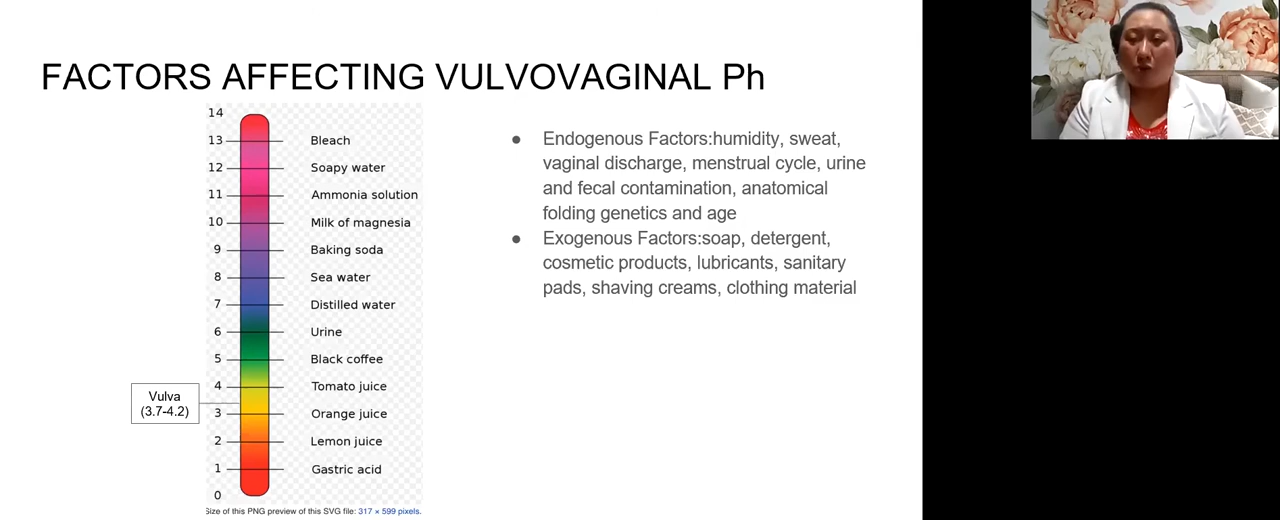 FACTORS AFFECTING VULVOVAGINAL Ph
14
13 Bleach
12 Soapy water
11 Ammonia solution
10 Milk of magnesia
9 Baking soda
8 Sea water
7 Distilled water
6 Urine
5 Black coffee
4 Tomato juice
Vulva
(3.7-4.2)
3 Orange juice
2 Lemon juice
1 Gastric acid
0
Size of this PNG preview of this SVG file: 317 × 599 pixels.
● Endogenous Factors:humidity, sweat,
vaginal discharge, menstrual cycle, urine
and fecal contamination, anatomical
folding genetics and age
● Exogenous Factors:soap, detergent,
cosmetic products, lubricants, sanitary
pads, shaving creams, clothing material